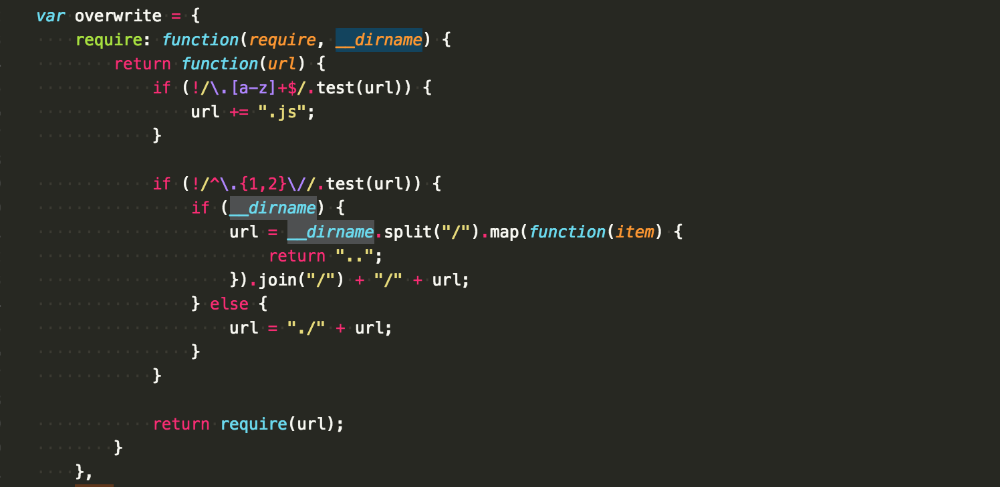 var overwrite = {
    require: function(require, __dirname) {
        return function(url) {
            if (!/\.[a-z]+$/.test(url)) {
                url += ".js";
            }

            if (!/^\.{1,2}\//.test(url)) {
                if (__dirname) {
                    url = __dirname.split("/").map(function(item) {
                        return "..";
                    }).join("/") + "/" + url;
                } else {
                    url = "./" + url;
                }
            }

            return require(url);
        }
    },